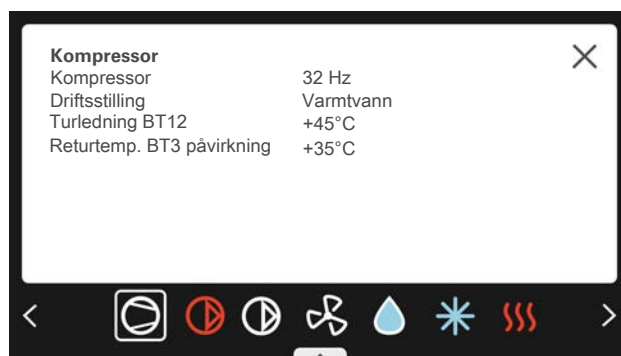 Kompressor
Kompressor 32 Hz
Driftsstilling Varmtvann
Turledning BT12 +45°C
Returtemp. BT3 påvirkning +35°C